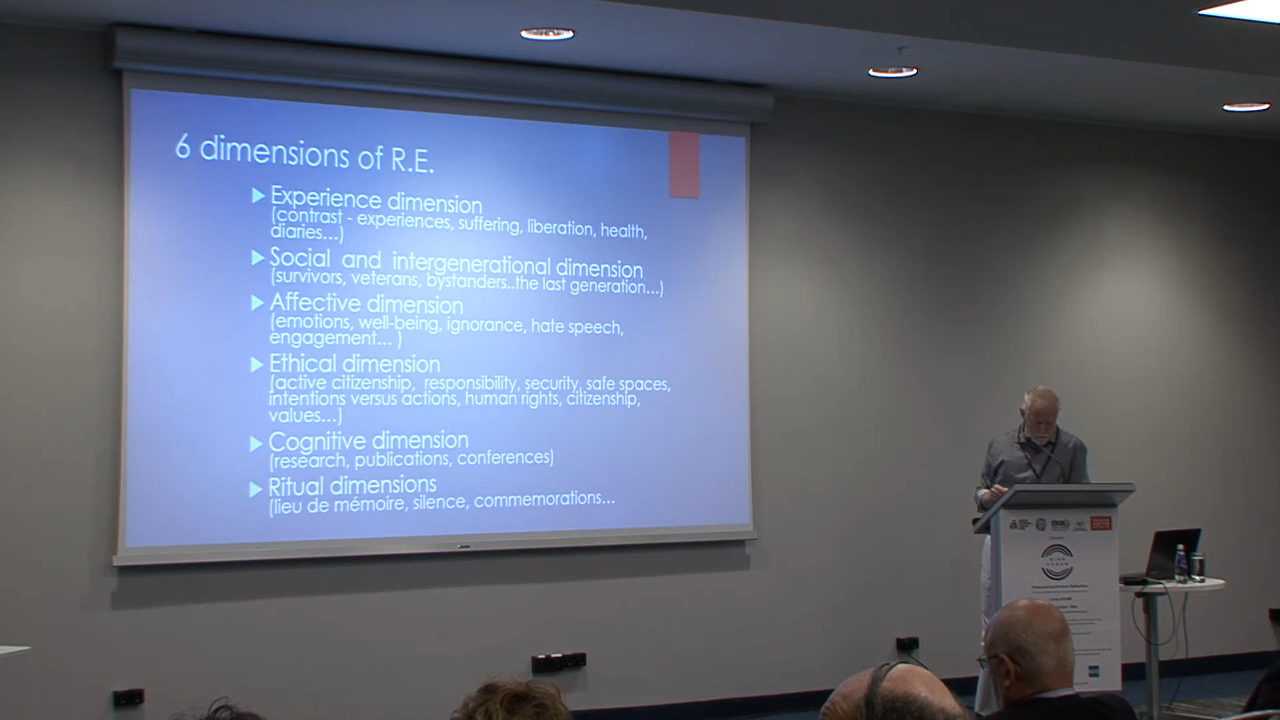 6 dimensions of R.E.
Experience dimension
(contrast - experiences, suffering, liberation, health,
diaries...)
Social and intergenerational dimension
(survivors, veterans, bystanders..the last generation...)
Affective dimension
(emotions, well-being, ignorance, hate speech,
engagement... )
Ethical dimension
(active citizenship, responsibility, security, safe spaces,
intentions versus actions, human rights, citizenship,
values...)
Cognitive dimension
(research, publications, conferences)
Ritual dimensions
(lieu de mémoire, silence, commemorations...